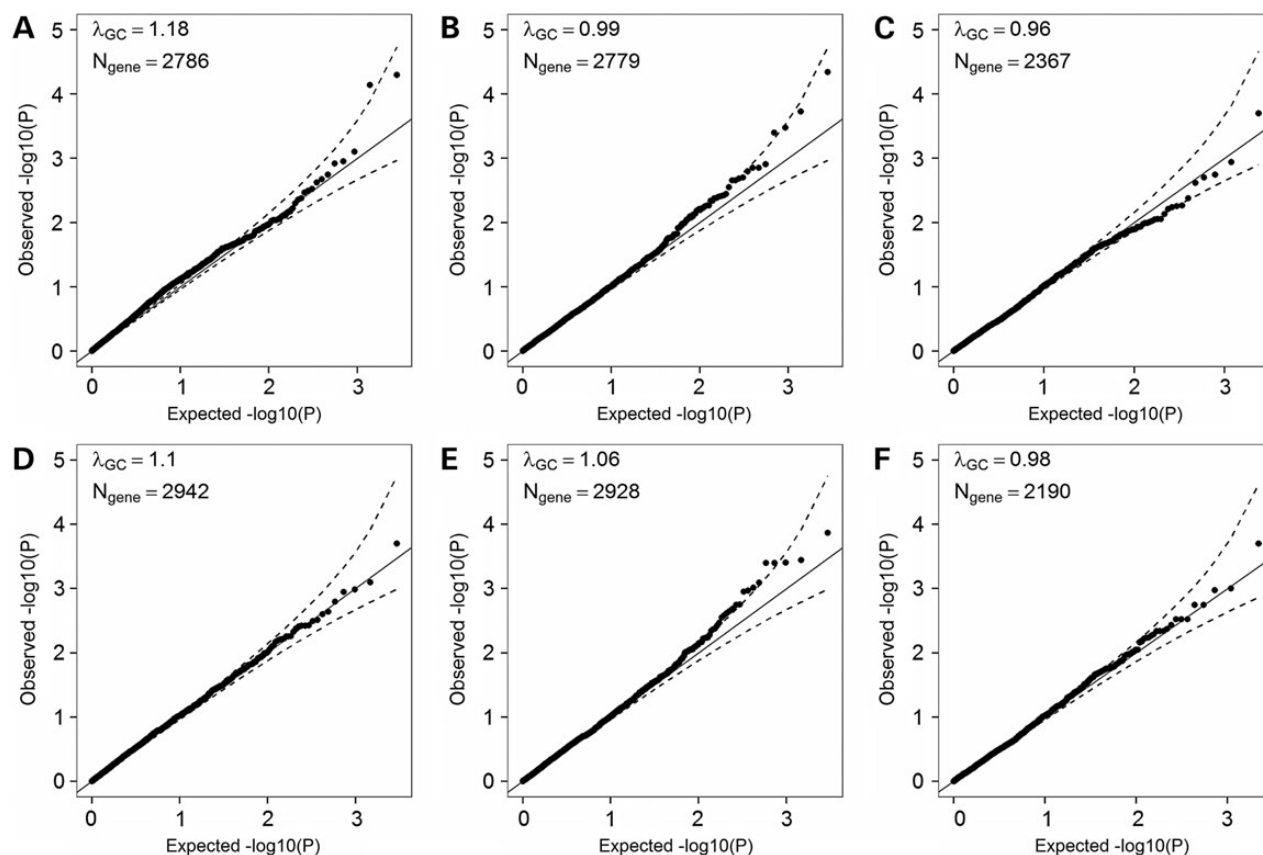 A
λGC = 1.18
Ngene = 2786
5
4
3
2
1
0
Observed -log10(P)
0 1 2 3
Expected -log10(P)
B
λGC = 0.99
Ngene = 2779
5
4
3
2
1
0
Observed -log10(P)
0 1 2 3
Expected -log10(P)
C
λGC = 0.96
Ngene = 2367
5
4
3
2
1
0
Observed -log10(P)
0 1 2 3
Expected -log10(P)
D
λGC = 1.1
Ngene = 2942
5
4
3
2
1
0
Observed -log10(P)
0 1 2 3
Expected -log10(P)
E
λGC = 1.06
Ngene = 2928
5
4
3
2
1
0
Observed -log10(P)
0 1 2 3
Expected -log10(P)
F
λGC = 0.98
Ngene = 2190
5
4
3
2
1
0
Observed -log10(P)
0 1 2 3
Expected -log10(P)